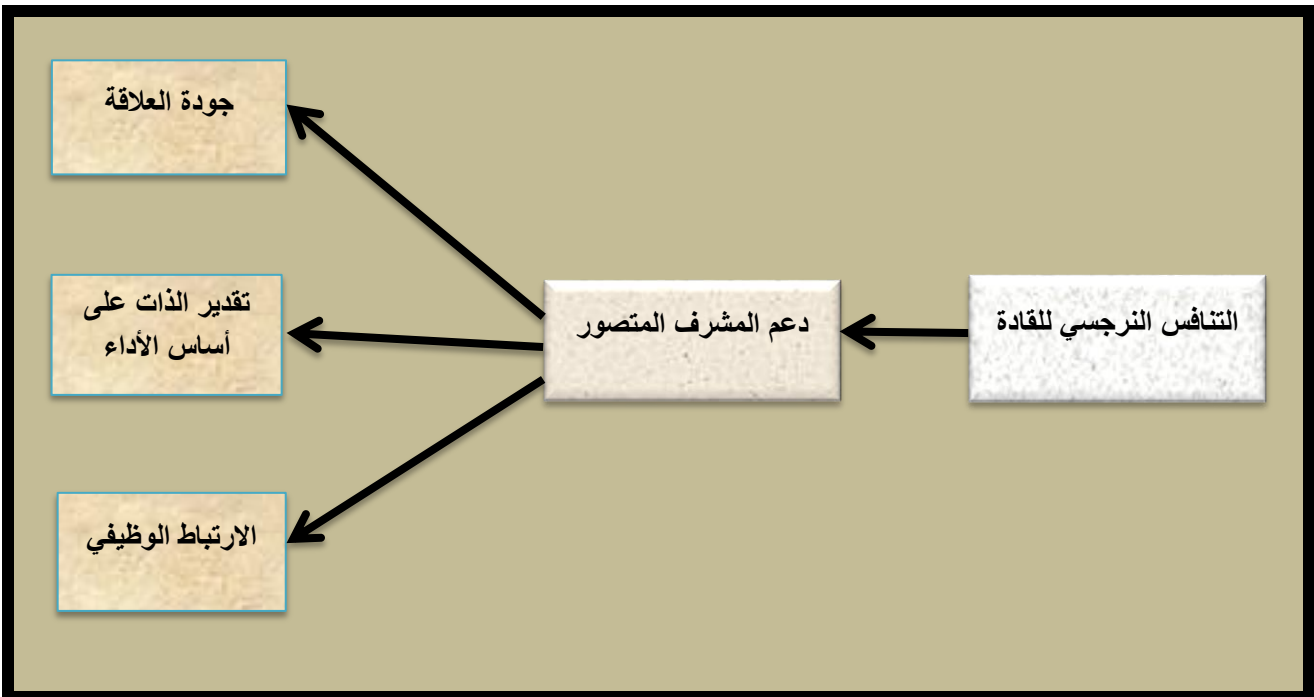 جودة العلاقة
تقدير الذات على
أساس الأداء
دعم المشرف المتصور
التنافس النرجسي للقادة
الارتباط الوظيفي